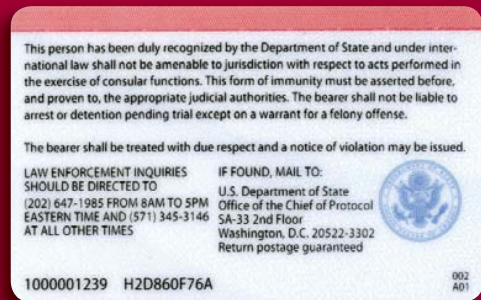 This person has been duly recognized by the Department of State and under inter-
national law shall not be amenable to jurisdiction with respect to acts performed in
the exercise of consular functions. This form of immunity must be asserted before,
and proven to, the appropriate judicial authorities. The bearer shall not be liable to
arrest or detention pending trial except on a warrant for a felony offense.
The bearer shall be treated with due respect and a notice of violation may be issued.
LAW ENFORCEMENT INQUIRIES
SHOULD BE DIRECTED TO
(202) 647-1985 FROM 8AM TO 5PM
EASTERN TIME AND (571) 345-3146
AT ALL OTHER TIMES
IF FOUND, MAIL TO:
U.S. Department of State
Office of the Chief of Protocol
SA-33 2nd Floor
Washington, D.C. 20522-3302
Return postage guaranteed
1000001239 H2D860F76A
002
A01